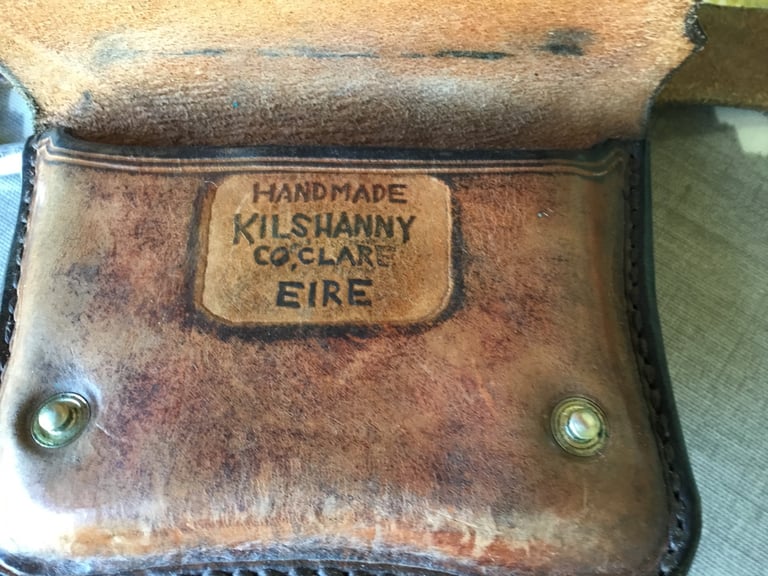 HANDMADE
KILSHANNY
CO, CLARE
EIRE